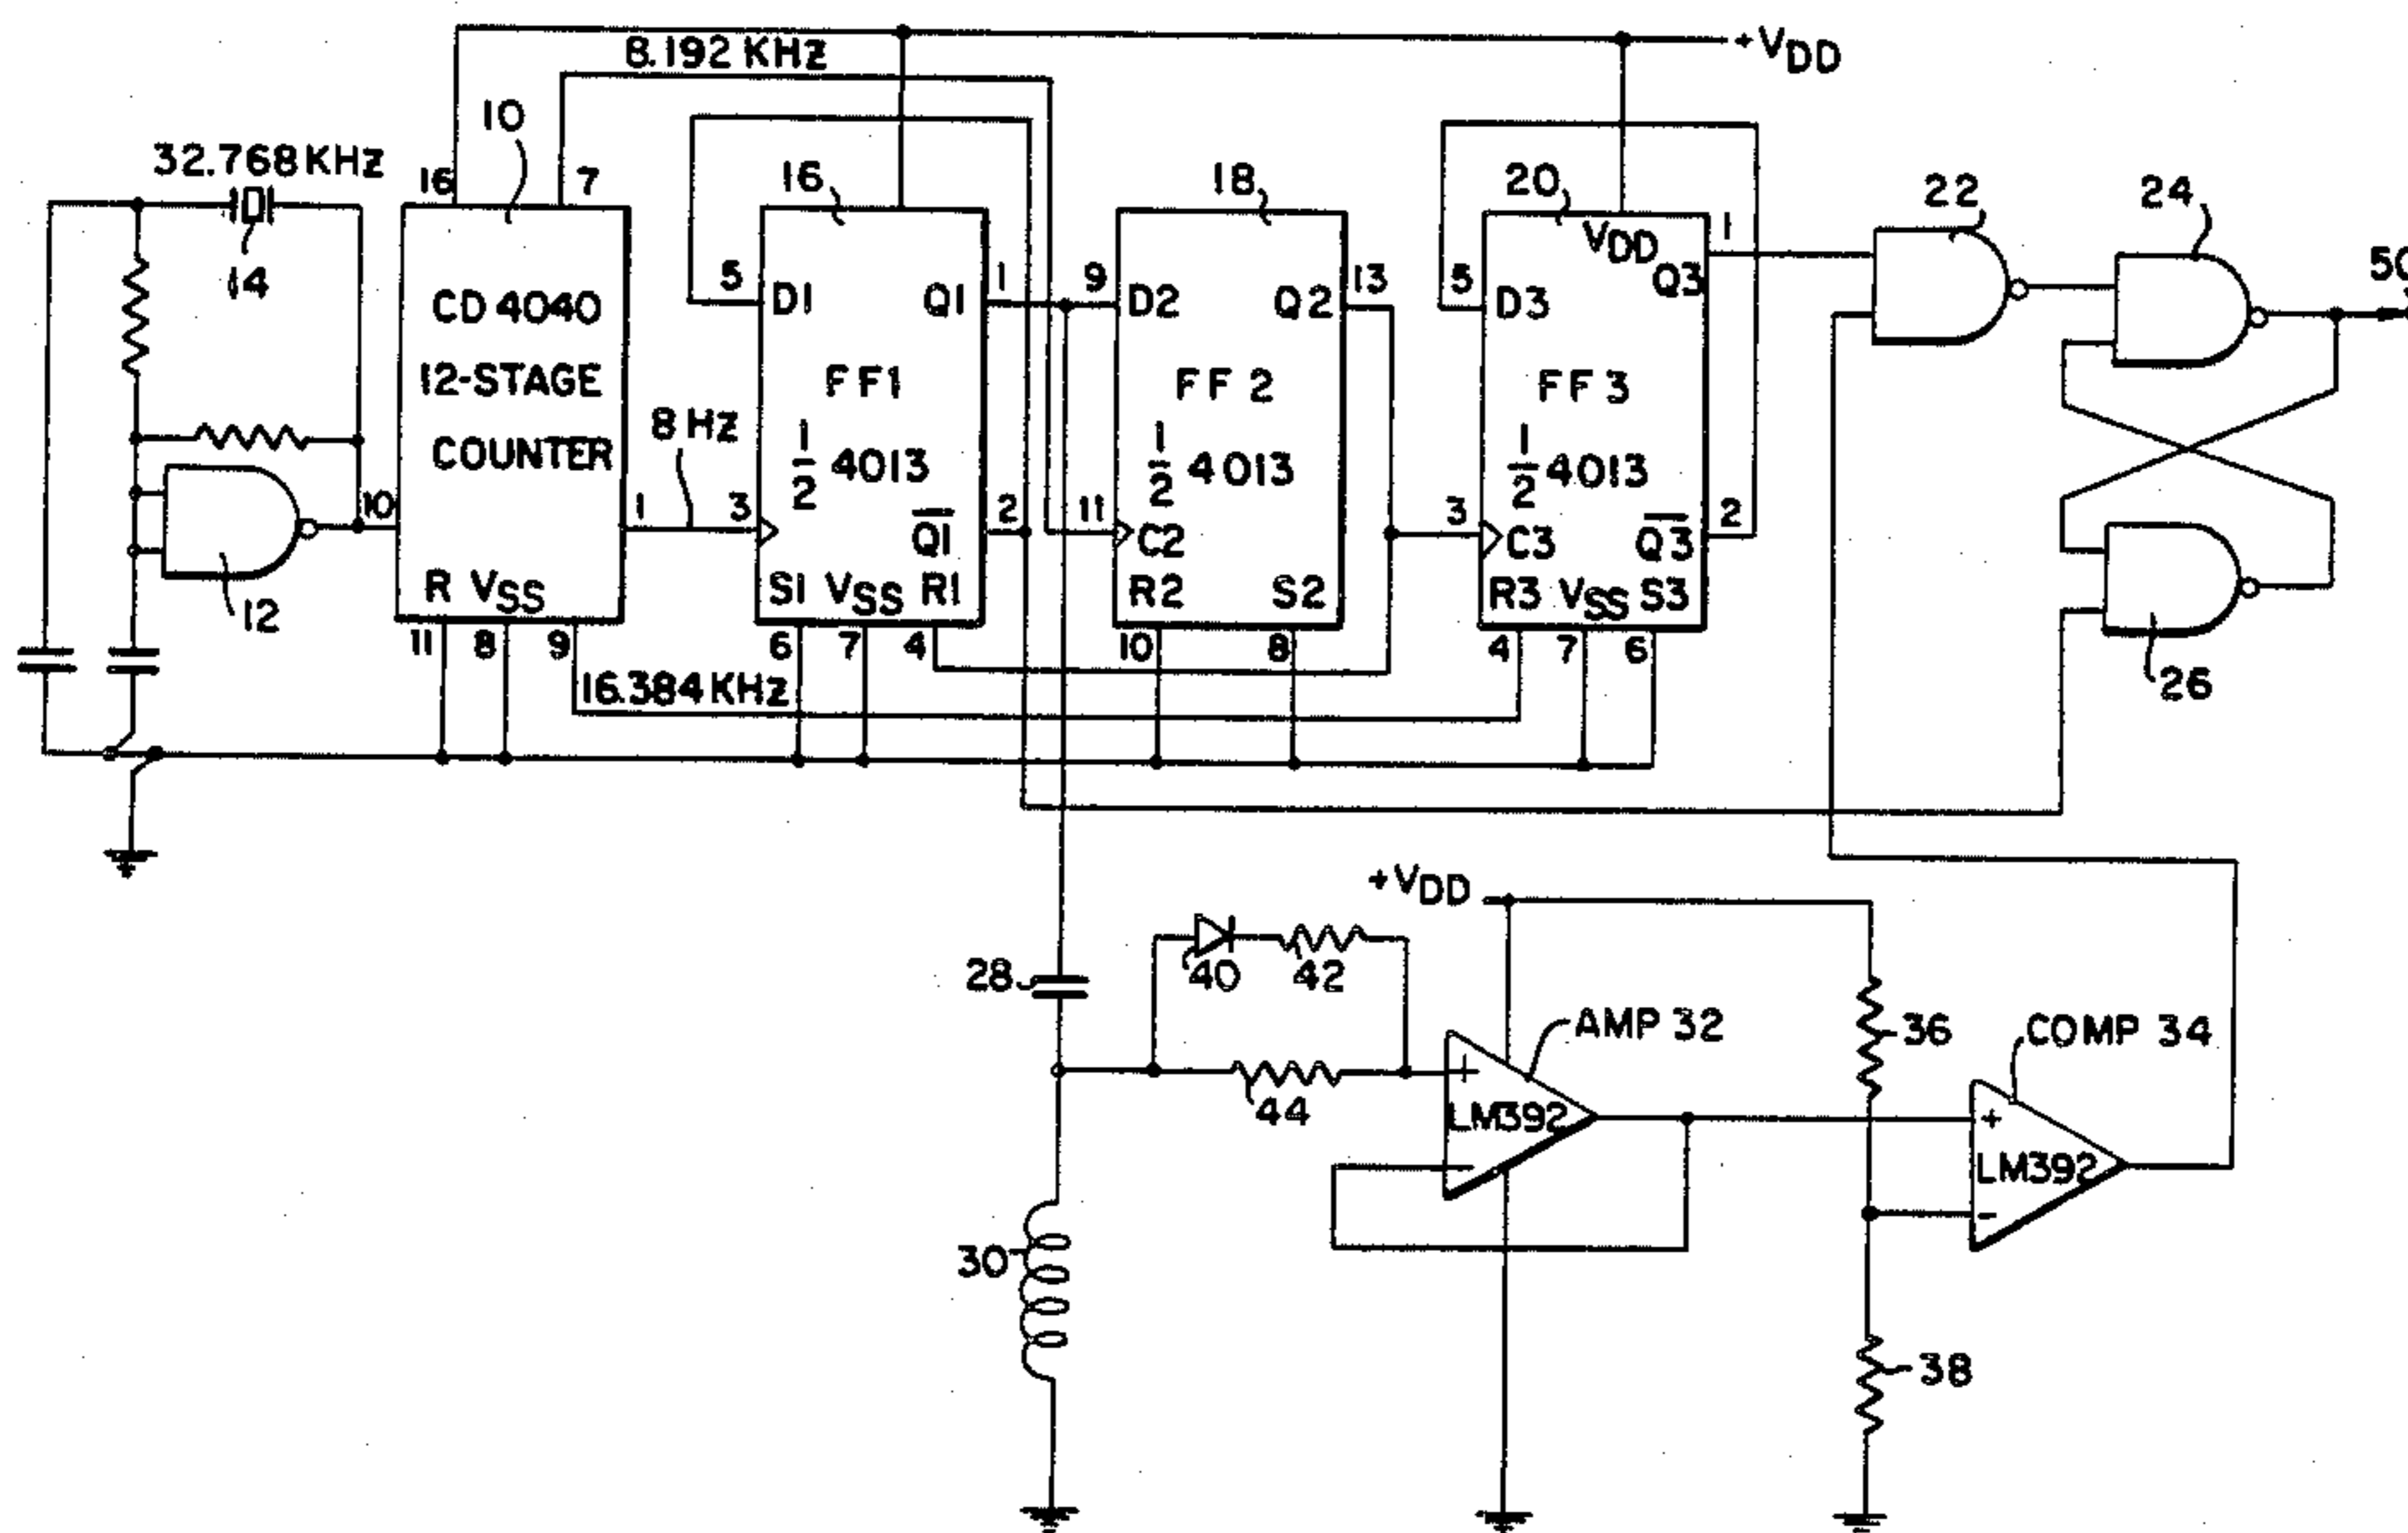 +VDD
8.192 KHz
10
32.768 KHz
16
7
14
16
18
20
22
24
50
CD 4040
12-STAGE
COUNTER
10
1
8 Hz
R VSS
11
8
9
12
16.384 KHz
5
D1
Q1
1
FF1
1/2 4013
3
Q1
2
S1 VSS R1
6
7
4
9
D2
Q2
13
FF 2
1/2 4013
11
C2
R2
S2
10
8
VDD
Q3
1
5
D3
FF 3
1/2 4013
3
C3
Q3
2
R3 VSS S3
4
7
6
26
+VDD
28
40
42
AMP 32
36
COMP 34
+
LM392
-
44
+
LM392
-
30
38